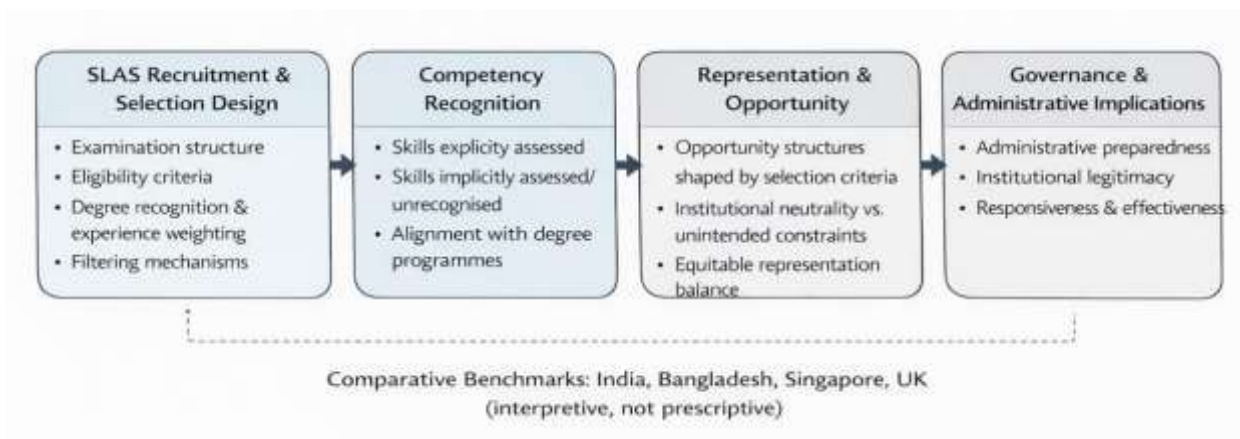 SLAS Recruitment &
Selection Design
• Examination structure
• Eligibility criteria
• Degree recognition &
experience weighting
• Filtering mechanisms
Competency
Recognition
• Skills explicity assessed
• Skills implicitly assessed/
unrecognised
• Alignment with degree
programmes
Representation &
Opportunity
• Opportunity structures
shaped by selection criteria
• Institutional neutrality vs.
unintended constraints
• Equitable representation
balance
Governance &
Administrative Implications
• Administrative preparedness
• Institutional legitimacy
• Responsiveness & effectiveness
Comparative Benchmarks: India, Bangladesh, Singapore, UK
(interpretive, not prescriptive)